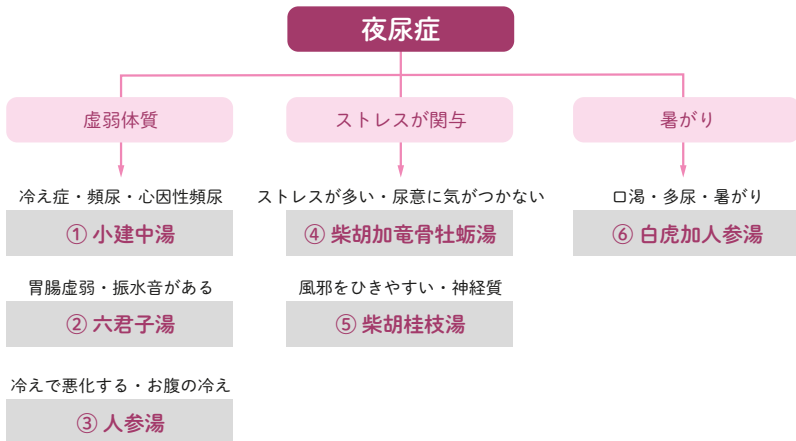 夜尿症
虚弱体質
冷え症・頻尿・心因性頻尿
① 小建中湯
胃腸虚弱・振水音がある
② 六君子湯
冷えで悪化する・お腹の冷え
③ 人参湯
ストレスが関与
ストレスが多い・尿意に気がつかない
④ 柴胡加竜骨牡蛎湯
風邪をひきやすい・神経質
⑤ 柴胡桂枝湯
暑がり
口渇・多尿・暑がり
⑥ 白虎加人参湯